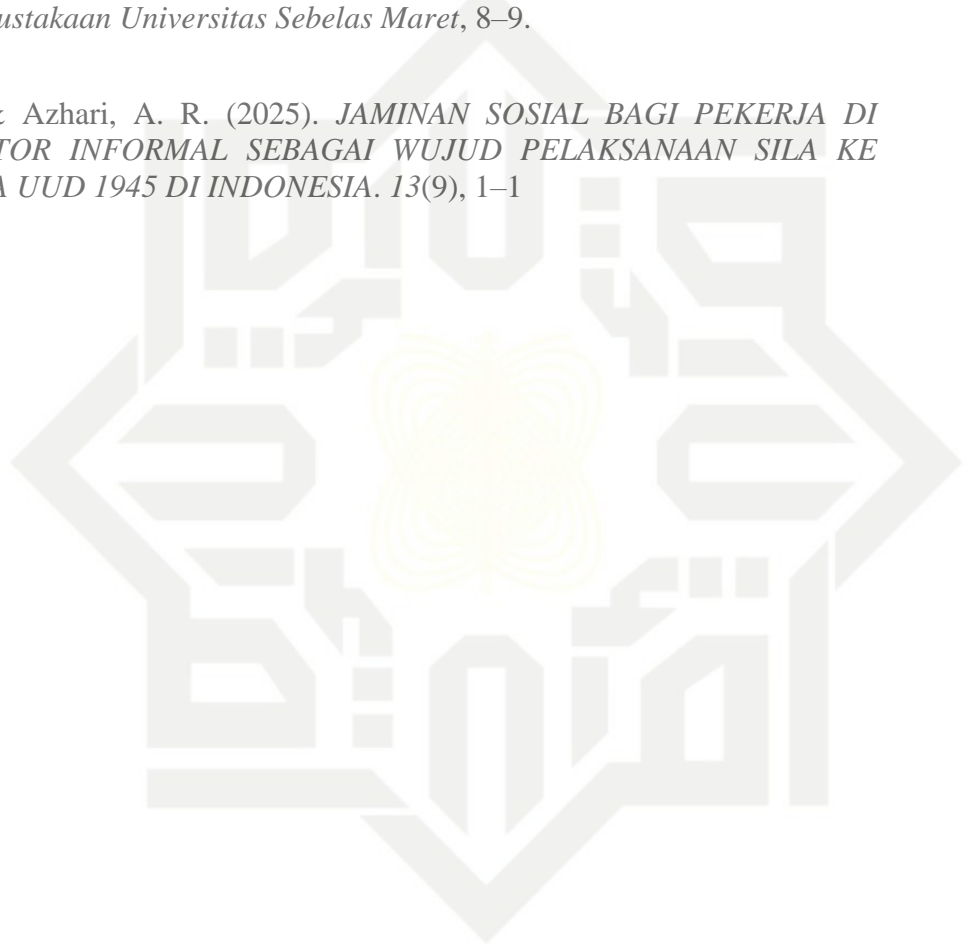 ustakaan Universitas Sebelas Maret, 8–9.
Azhari, A. R. (2025). JAMINAN SOSIAL BAGI PEKERJA DI
TOR INFORMAL SEBAGAI WUJUD PELAKSANAAN SILA KE
A UUD 1945 DI INDONESIA. 13(9), 1–1